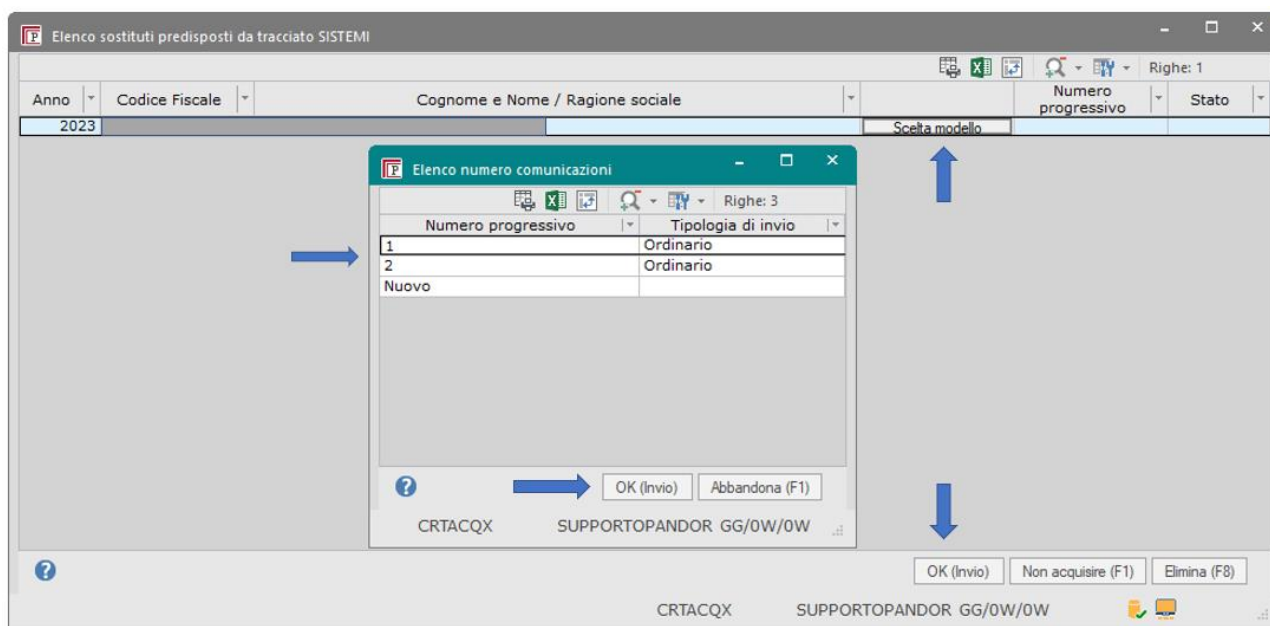 Elenco sostituti predisposti da tracciato SISTEMI
Righe: 1
Anno Codice Fiscale Cognome e Nome / Ragione sociale Numero progressivo Stato
2023 Scelta modello
Elenco numero comunicazioni
Righe: 3
Numero progressivo Tipologia di invio
1 Ordinario
2 Ordinario
Nuovo
OK (Invio) Abbandona (F1)
CRTACQX SUPPORTOPANDOR GG/0W/0W
OK (Invio) Non acquisire (F1) Elimina (F8)
CRTACQX SUPPORTOPANDOR GG/0W/0W